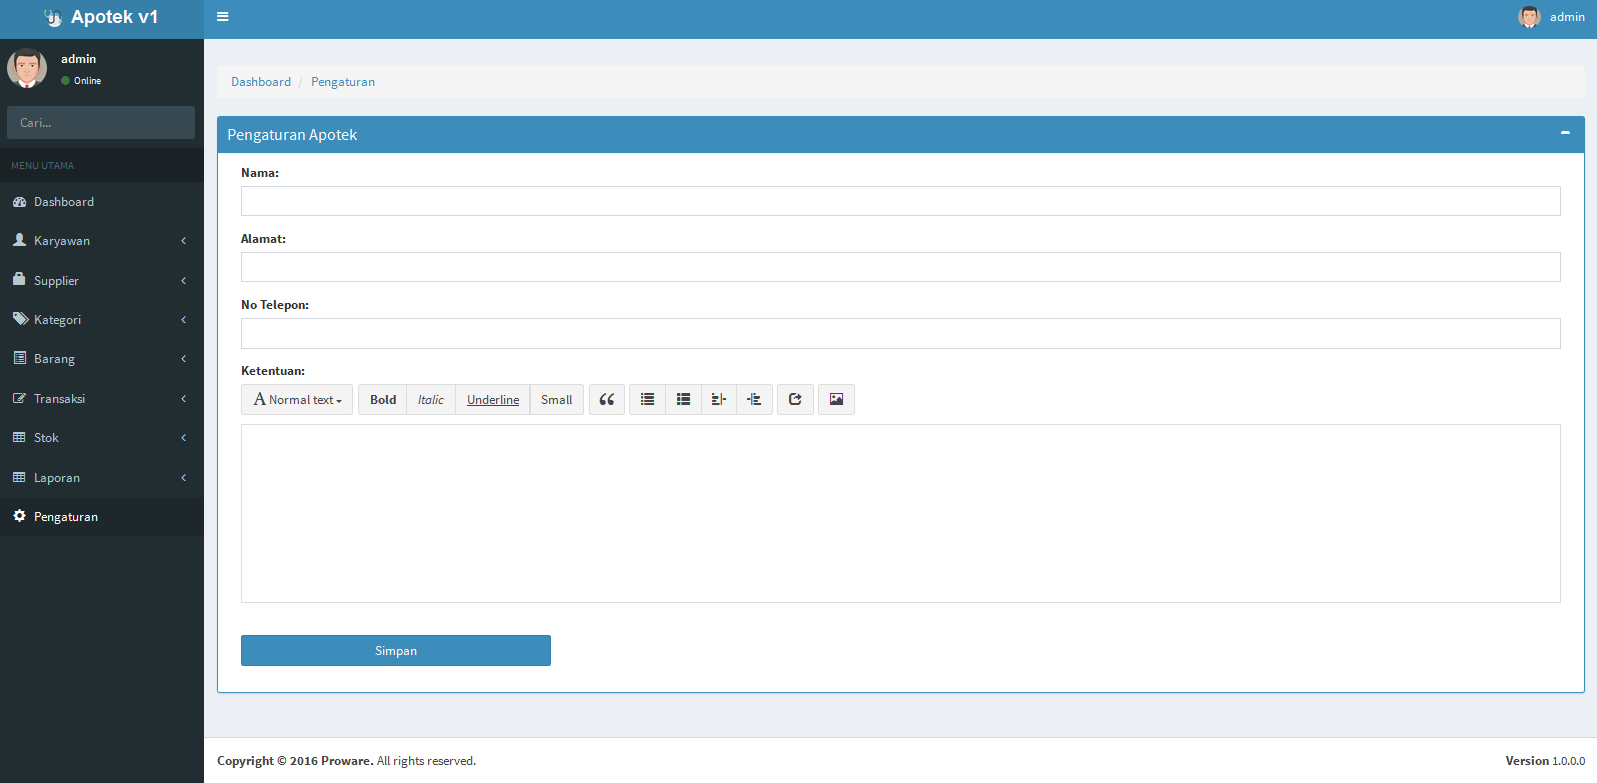 Apotek v1
admin
admin
Online
Cari...
MENU UTAMA
Dashboard
Karyawan
Supplier
Kategori
Barang
Transaksi
Stok
Laporan
Pengaturan
Dashboard / Pengaturan
Pengaturan Apotek
Nama:
Alamat:
No Telepon:
Ketentuan:
A Normal text Bold Italic Underline Small
Simpan
Copyright © 2016 Proware. All rights reserved.
Version 1.0.0.0